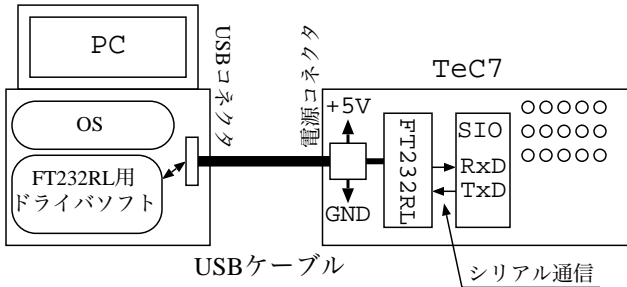 PC
OS
FT232RL用
ドライバソフト
USBコネクタ
USBケーブル
電源コネクタ
TeC7
+5V
GND
FT232RL
SIO
RxD
TxD
シリアル通信